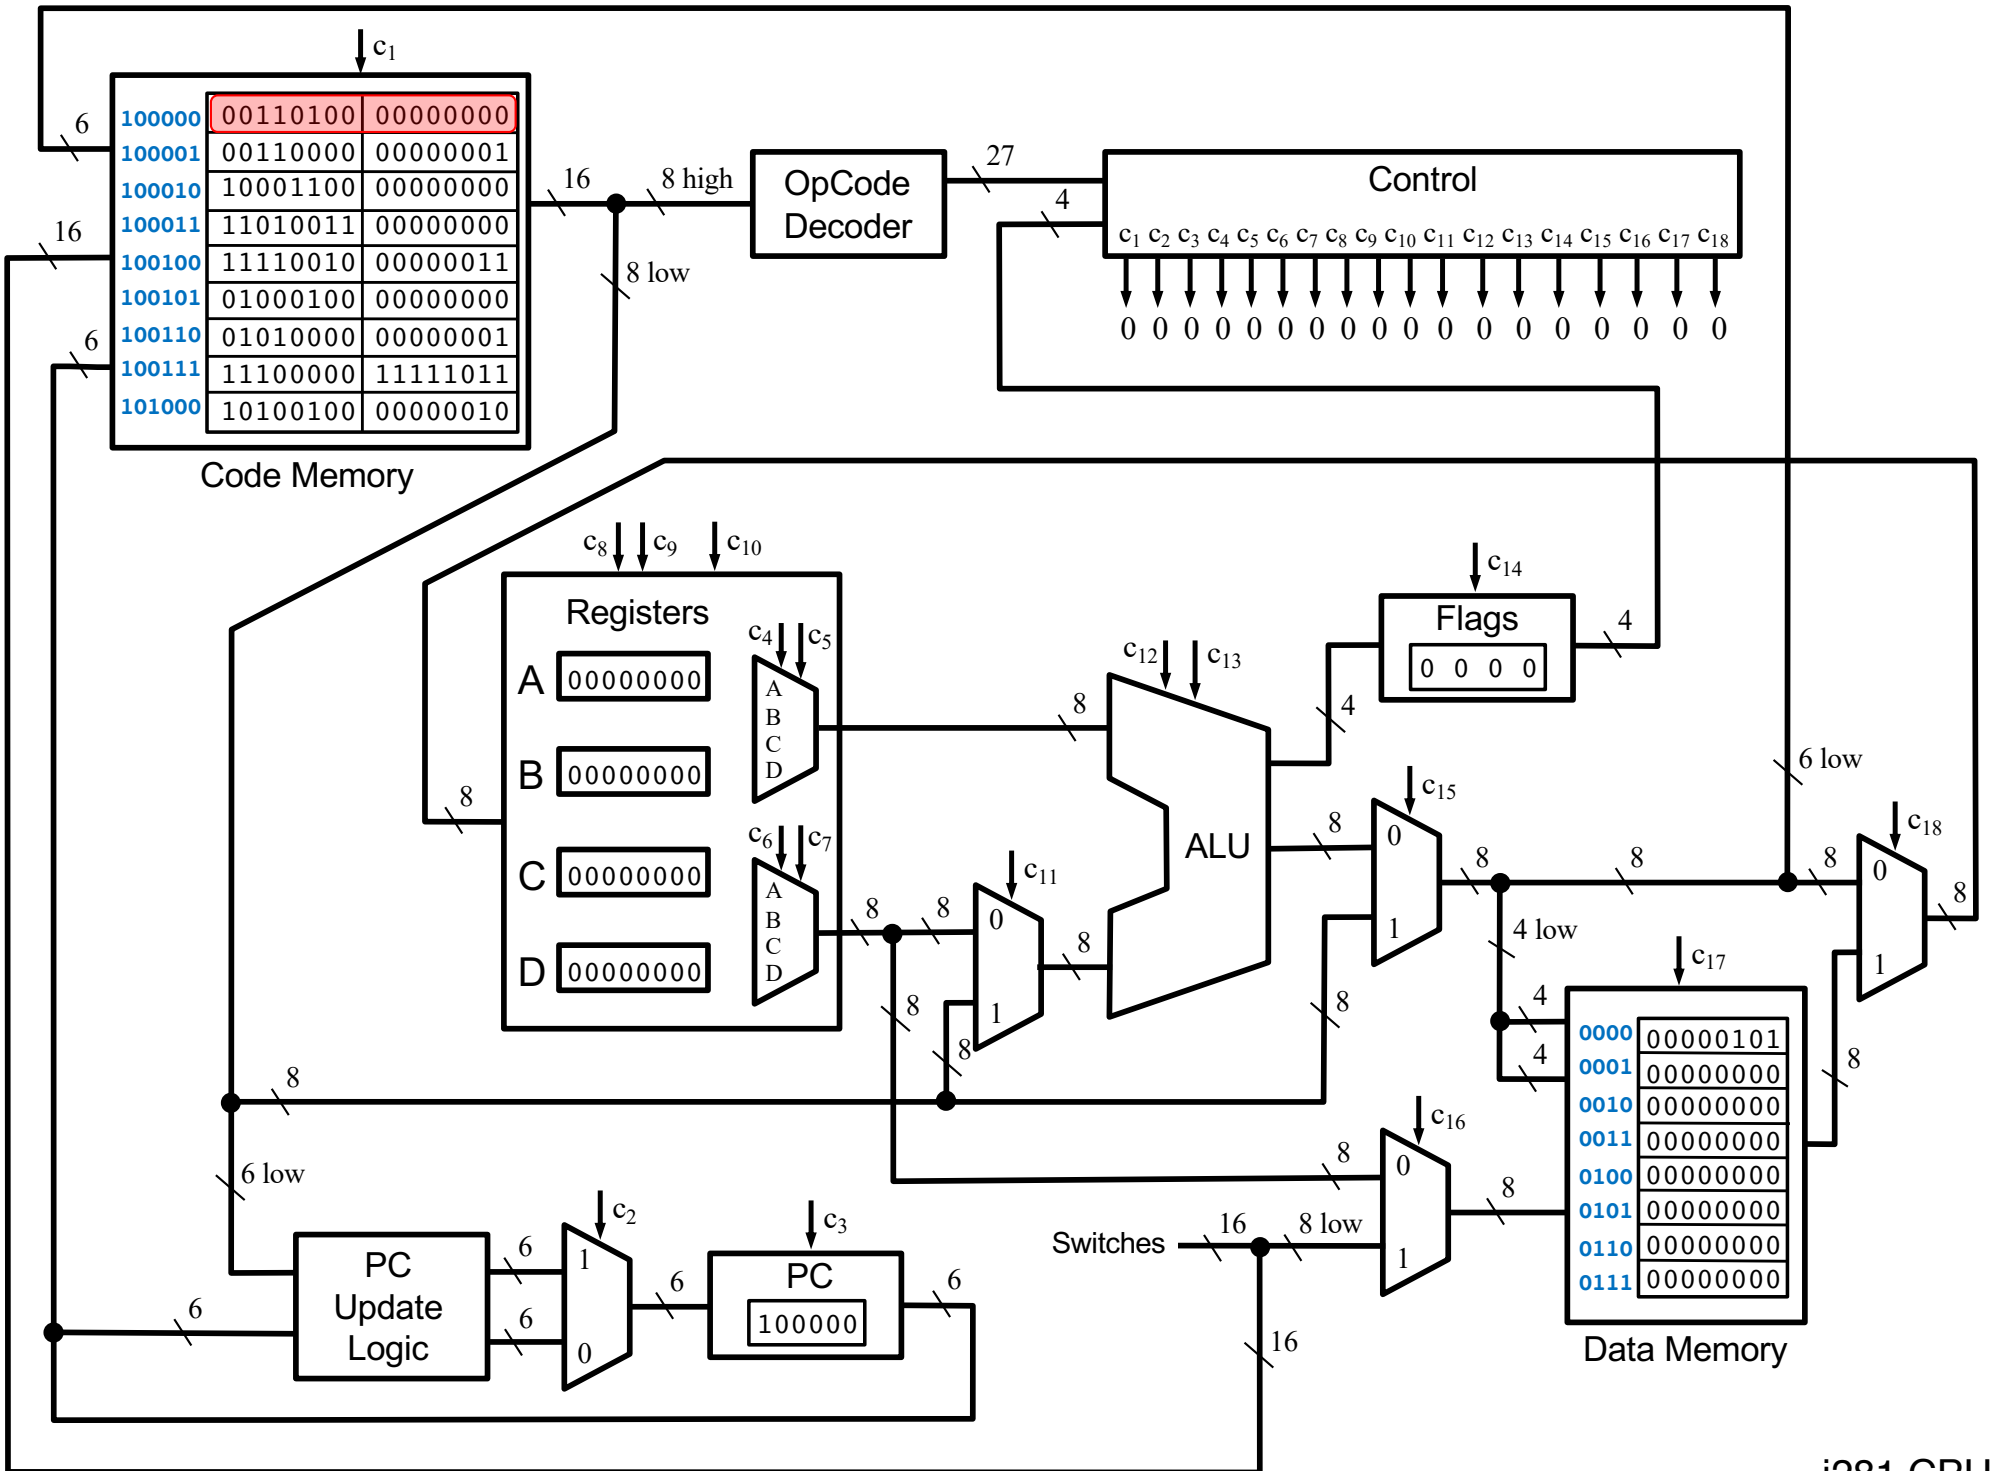 c1
100000 00110100 00000000
100001 00110000 00000001
100010 10001100 00000000
100011 11010011 00000000
100100 11110010 00000011
100101 01000100 00000000
100110 01010000 00000001
100111 11100000 11111011
101000 10100100 00000010
Code Memory
6
16
6
16
8 high
8 low
OpCode
Decoder
27
4
Control
c1 c2 c3 c4 c5 c6 c7 c8 c9 c10 c11 c12 c13 c14 c15 c16 c17 c18
0 0 0 0 0 0 0 0 0 0 0 0 0 0 0 0 0 0
c8 c9 c10
Registers
A 00000000
B 00000000
C 00000000
D 00000000
8
c4 c5
A
B
C
D
c6 c7
A
B
C
D
8
8
8
8
8
c11
0
1
8
c12 c13
ALU
4
8
c14
Flags
0 0 0 0
4
c15
0
1
8
8
8
6 low
8
4 low
4
4
c18
0
1
8
c17
0000 00000101
0001 00000000
0010 00000000
0011 00000000
0100 00000000
0101 00000000
0110 00000000
0111 00000000
Data Memory
8
8
c16
0
1
8
8
Switches
16
8 low
16
6 low
6
PC
Update
Logic
6
6
c2
1
0
6
c3
PC
100000
6